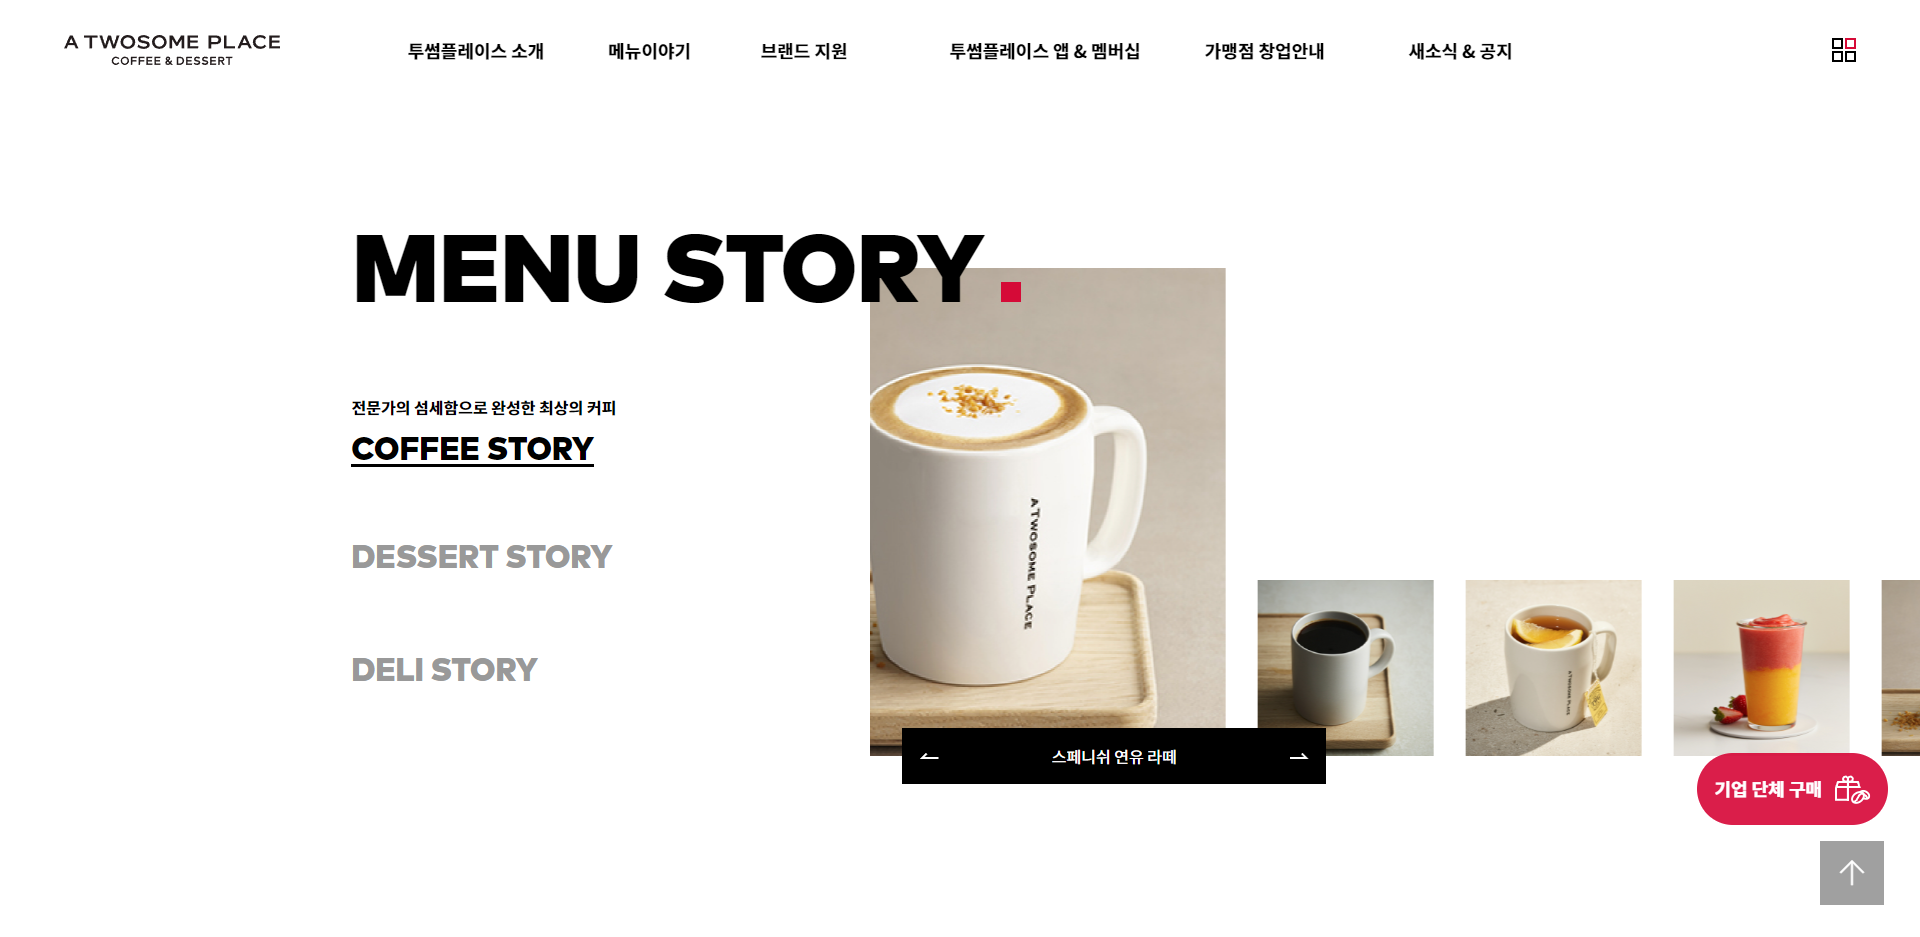 A TWOSOME PLACE
COFFEE & DESSERT
투썸플레이스 소개
메뉴이야기
브랜드 지원
투썸플레이스 앱 & 멤버십
가맹점 창업안내
새소식 & 공지
MENU STORY.
전문가의 섬세함으로 완성한 최상의 커피
COFFEE STORY
DESSERT STORY
DELI STORY
A TWOSOME PLACE
스페니쉬 연유 라떼
A TWOSOME PLACE
기업 단체 구매